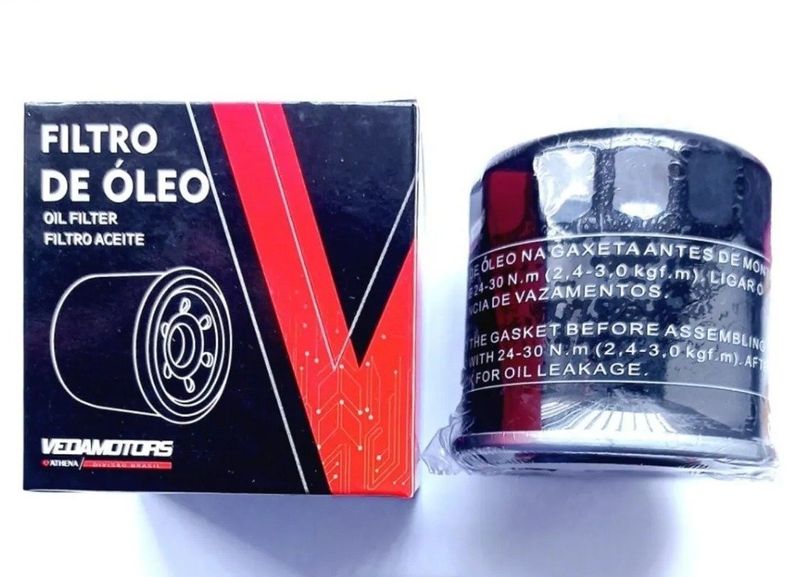 FILTRO
DE ÓLEO
OIL FILTER
FILTRO ACEITE
VEDAMOTORS
ATHENA/ DIVISÃO BRASIL
DE ÓLEO NA GAXETA ANTES DE MONT
24-30 N.m (2,4-3,0 kgf.m). LIGAR O
NCIA DE VAZAMENTOS.
THE GASKET BEFORE ASSEMBLING
WITH 24-30 N.m (2,4-3,0 kgf.m). AFT
K FOR OIL LEAKAGE.